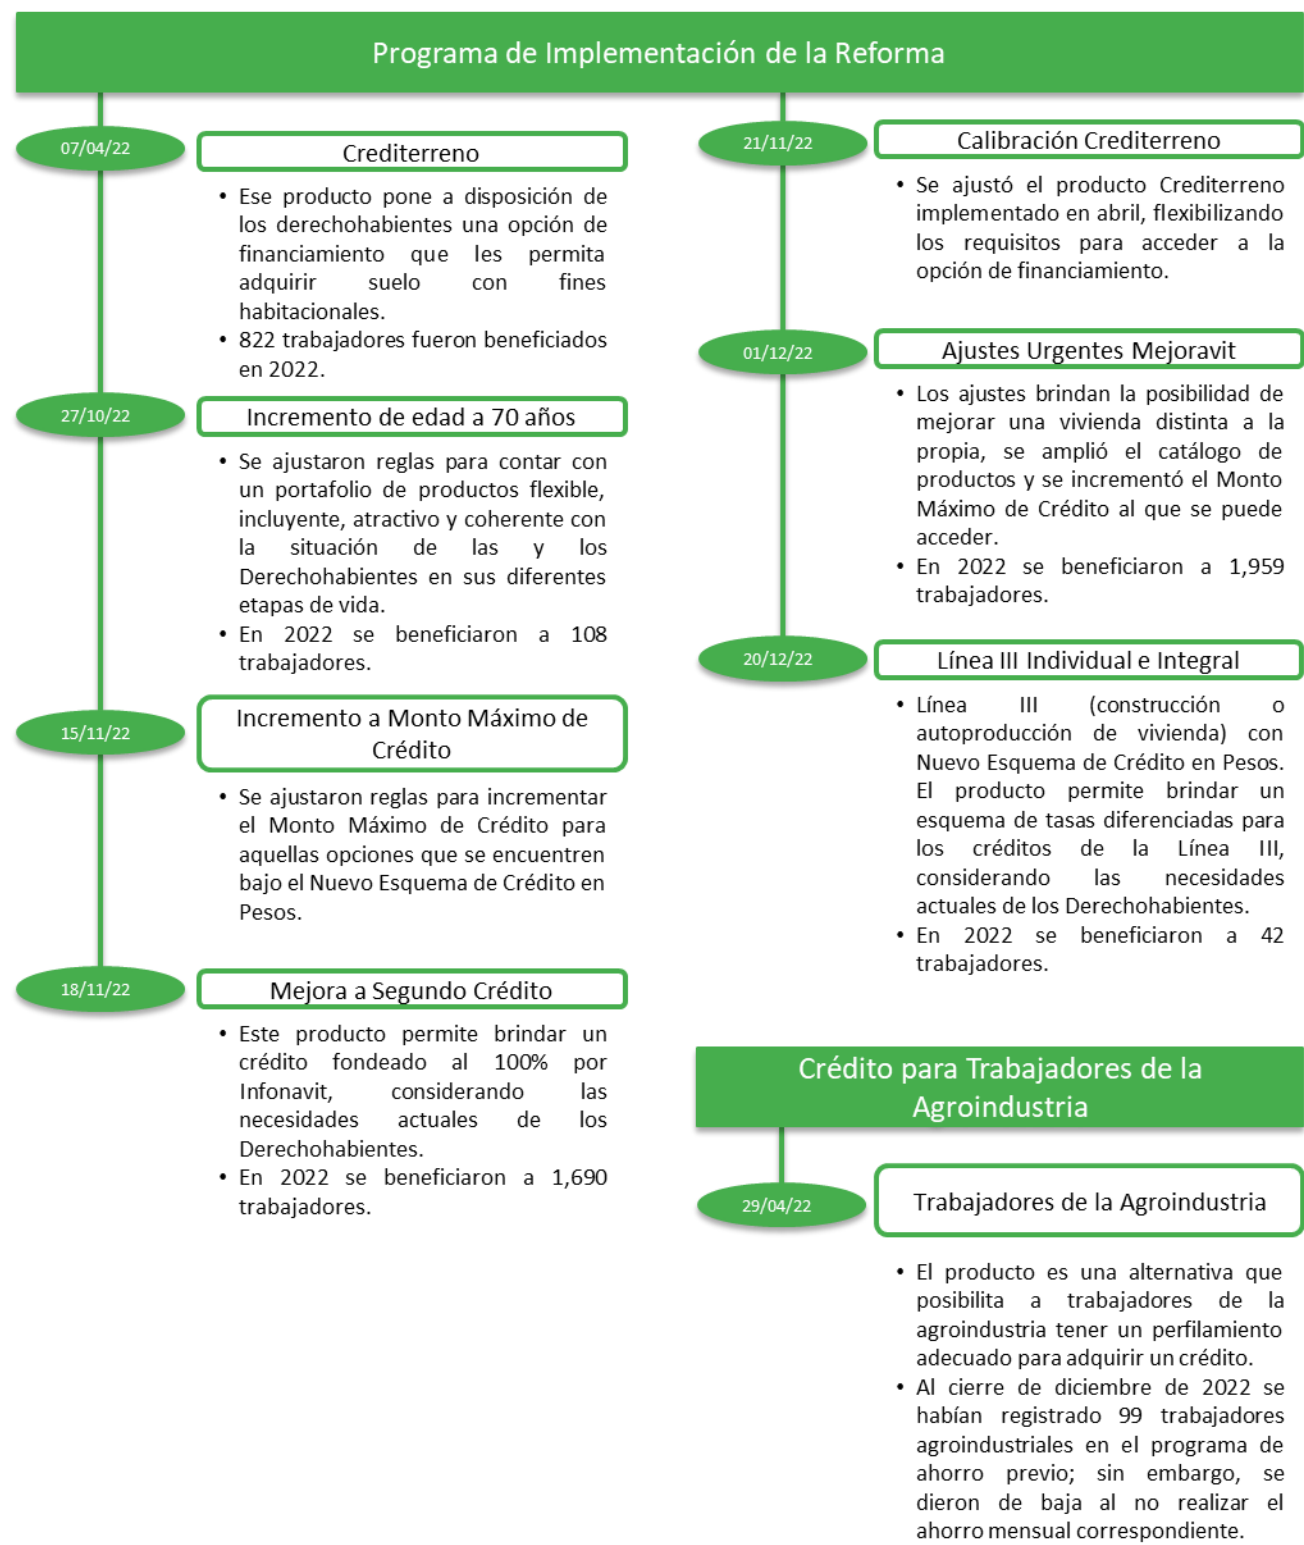 Programa de Implementación de la Reforma
07/04/22
Crediterreno
• Ese producto pone a disposición de
los derechohabientes una opción de
financiamiento que les permita
adquirir suelo con fines
habitacionales.
• 822 trabajadores fueron beneficiados
en 2022.
27/10/22
Incremento de edad a 70 años
• Se ajustaron reglas para contar con
un portafolio de productos flexible,
incluyente, atractivo y coherente con
la situación de las y los
Derechohabientes en sus diferentes
etapas de vida.
• En 2022 se beneficiaron a 108
trabajadores.
15/11/22
Incremento a Monto Máximo de
Crédito
• Se ajustaron reglas para incrementar
el Monto Máximo de Crédito para
aquellas opciones que se encuentren
bajo el Nuevo Esquema de Crédito en
Pesos.
18/11/22
Mejora a Segundo Crédito
• Este producto permite brindar un
crédito fondeado al 100% por
Infonavit, considerando las
necesidades actuales de los
Derechohabientes.
• En 2022 se beneficiaron a 1,690
trabajadores.
21/11/22
Calibración Crediterreno
• Se ajustó el producto Crediterreno
implementado en abril, flexibilizando
los requisitos para acceder a la
opción de financiamiento.
01/12/22
Ajustes Urgentes Mejoravit
• Los ajustes brindan la posibilidad de
mejorar una vivienda distinta a la
propia, se amplió el catálogo de
productos y se incrementó el Monto
Máximo de Crédito al que se puede
acceder.
• En 2022 se beneficiaron a 1,959
trabajadores.
20/12/22
Línea III Individual e Integral
• Línea III (construcción o
autoproducción de vivienda) con
Nuevo Esquema de Crédito en Pesos.
El producto permite brindar un
esquema de tasas diferenciadas para
los créditos de la Línea III,
considerando las necesidades
actuales de los Derechohabientes.
• En 2022 se beneficiaron a 42
trabajadores.
Crédito para Trabajadores de la
Agroindustria
29/04/22
Trabajadores de la Agroindustria
• El producto es una alternativa que
posibilita a trabajadores de la
agroindustria tener un perfilamiento
adecuado para adquirir un crédito.
• Al cierre de diciembre de 2022 se
habían registrado 99 trabajadores
agroindustriales en el programa de
ahorro previo; sin embargo, se
dieron de baja al no realizar el
ahorro mensual correspondiente.